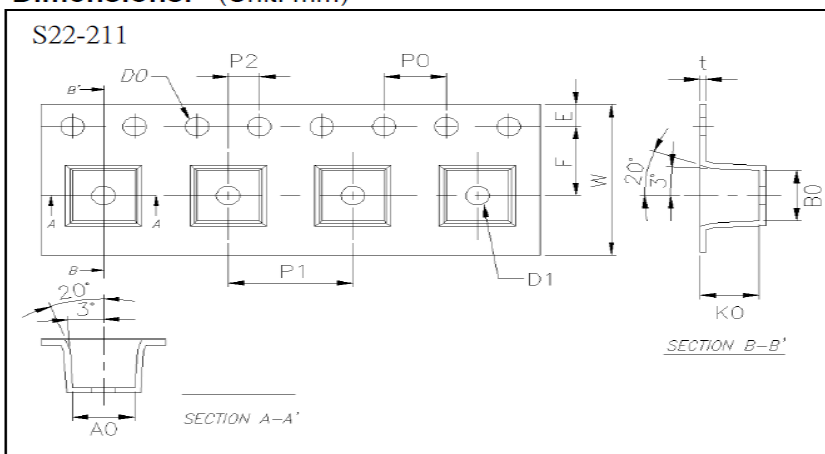 Dimensions: (Unit: mm)
S22-211
D0
P2
P0
t
B'
E
F
W
20°
3°
B0
A
A
B
P1
D1
K0
20°
3°
SECTION B-B'
A0
SECTION A-A'